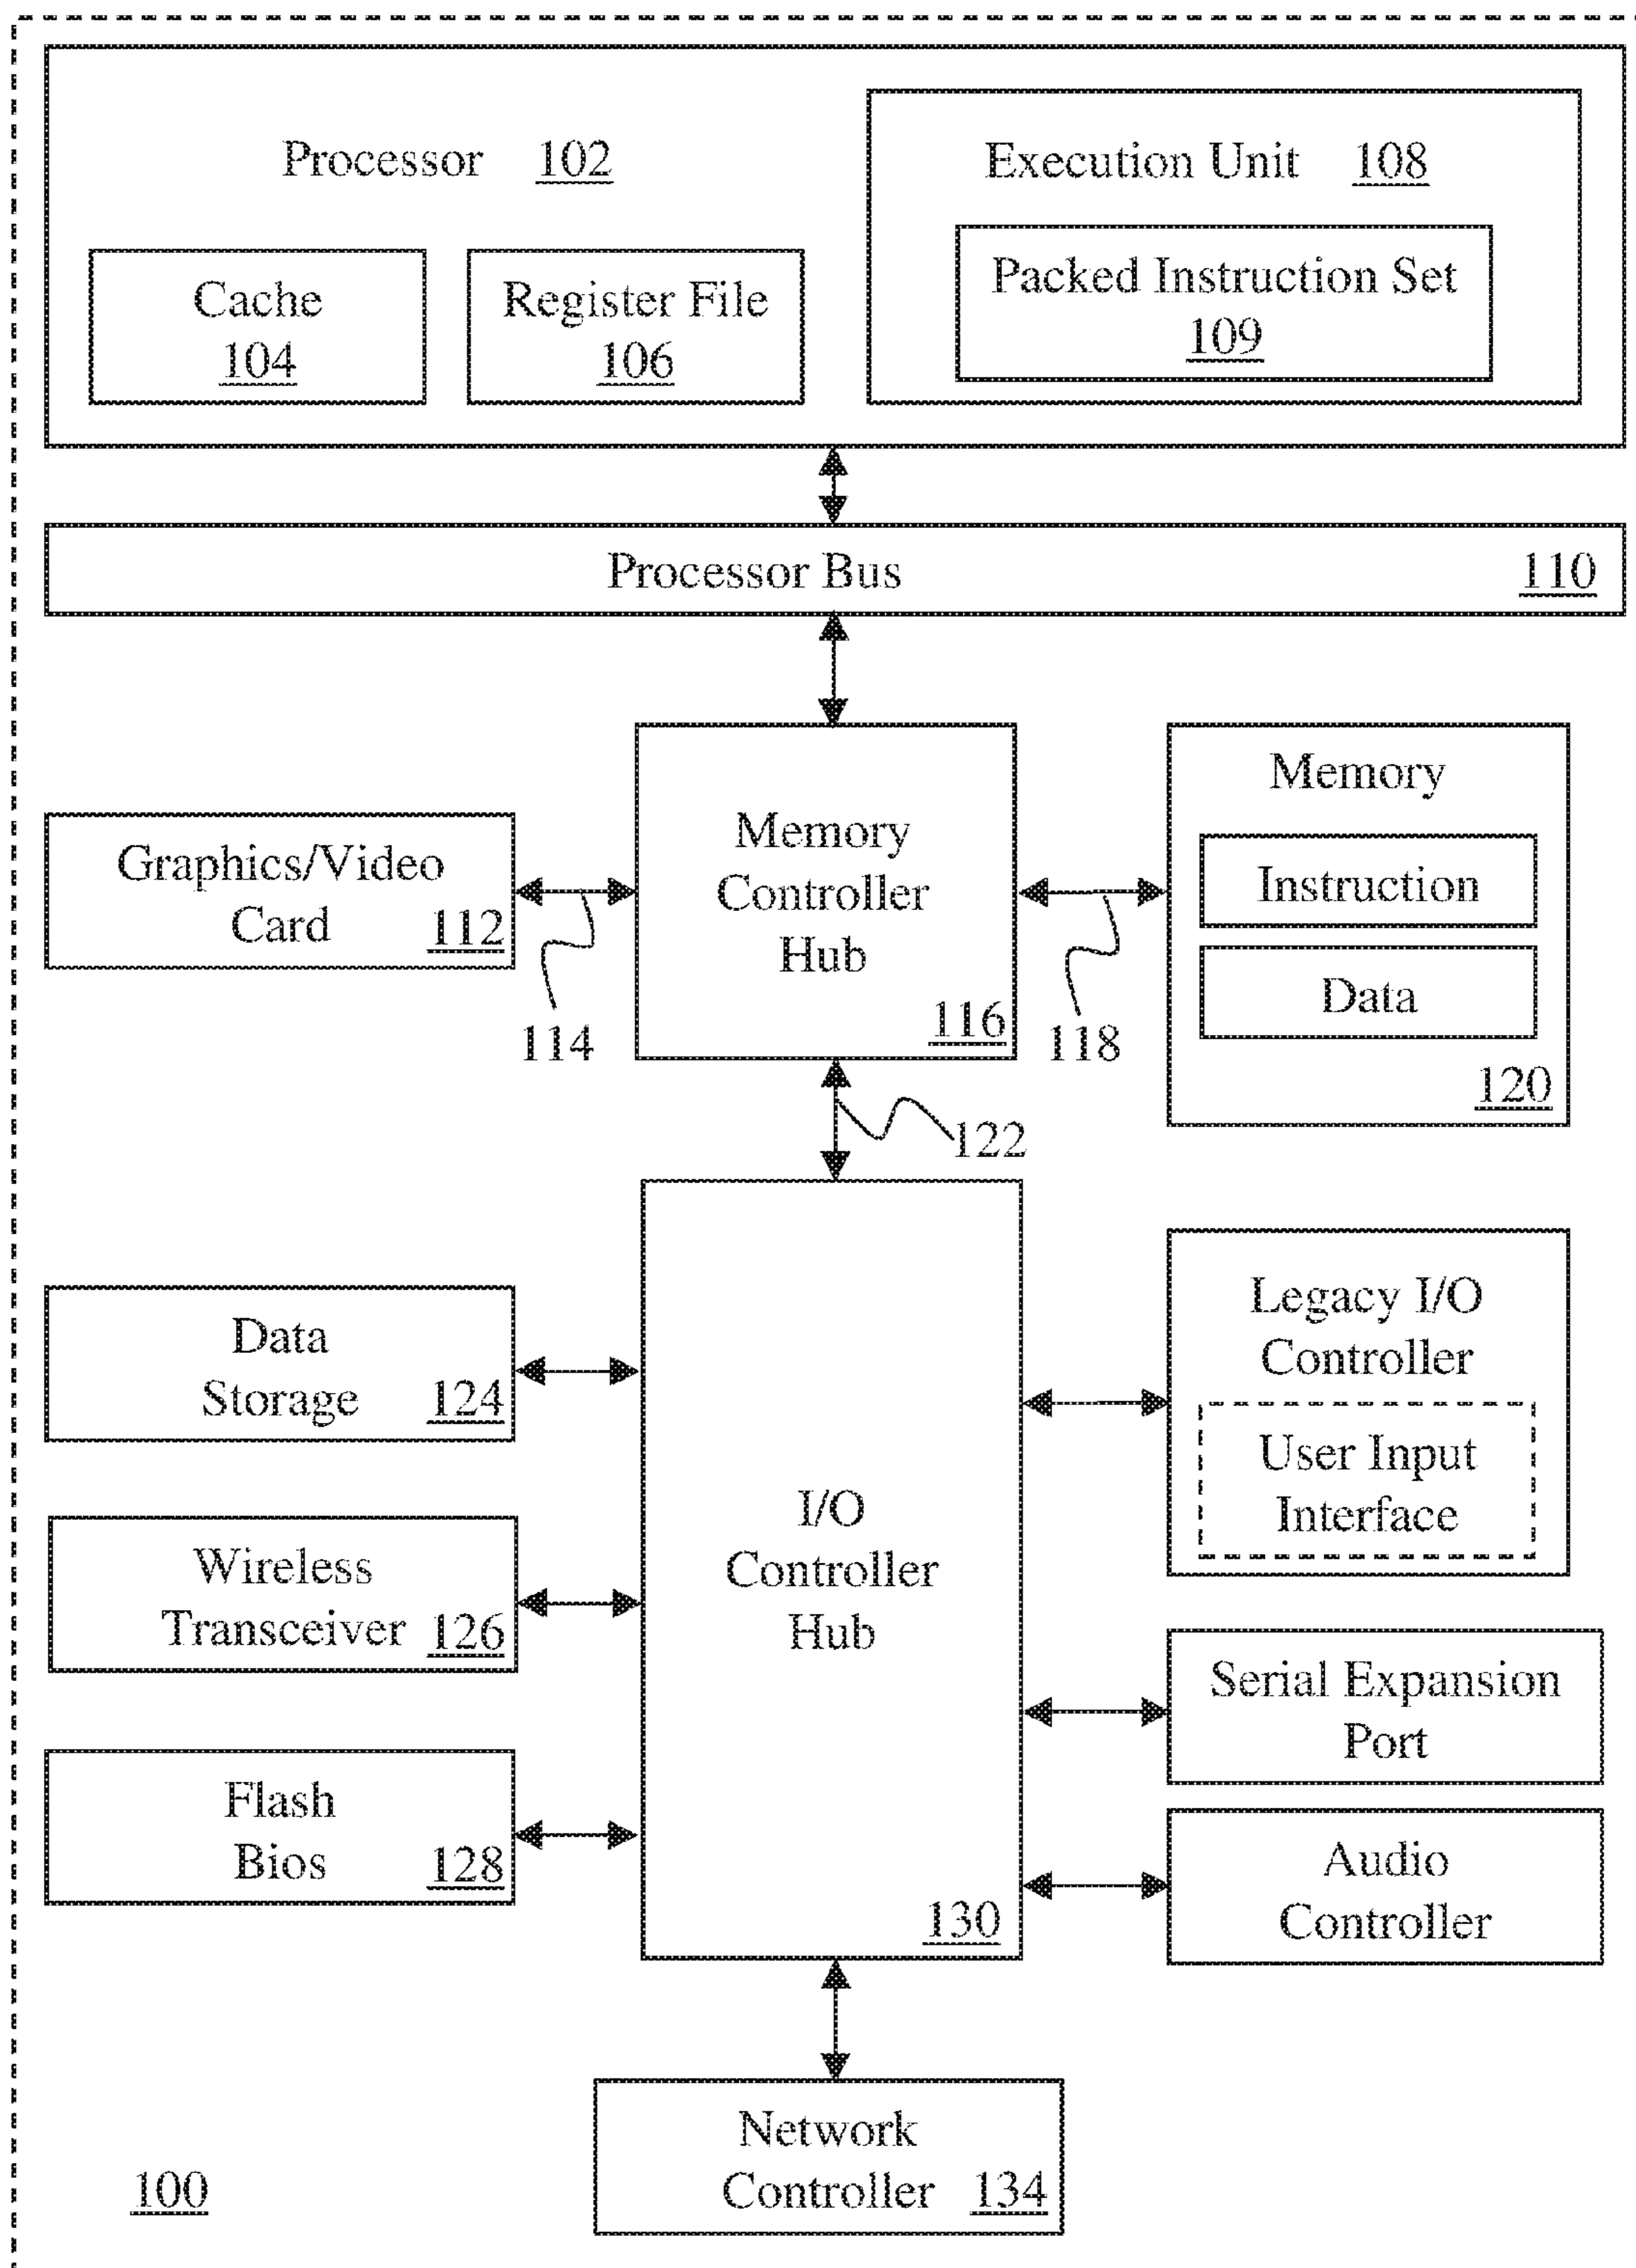 Processor 102
Execution Unit 108
Cache
104
Register File
106
Packed Instruction Set
109
Processor Bus 110
Graphics/Video
Card 112
114
Memory
Controller
Hub
116
118
Memory
Instruction
Data
120
122
Data
Storage 124
Wireless
Transceiver 126
Flash
Bios 128
I/O
Controller
Hub
130
Legacy I/O
Controller
User Input
Interface
Serial Expansion
Port
Audio
Controller
Network
Controller 134
100